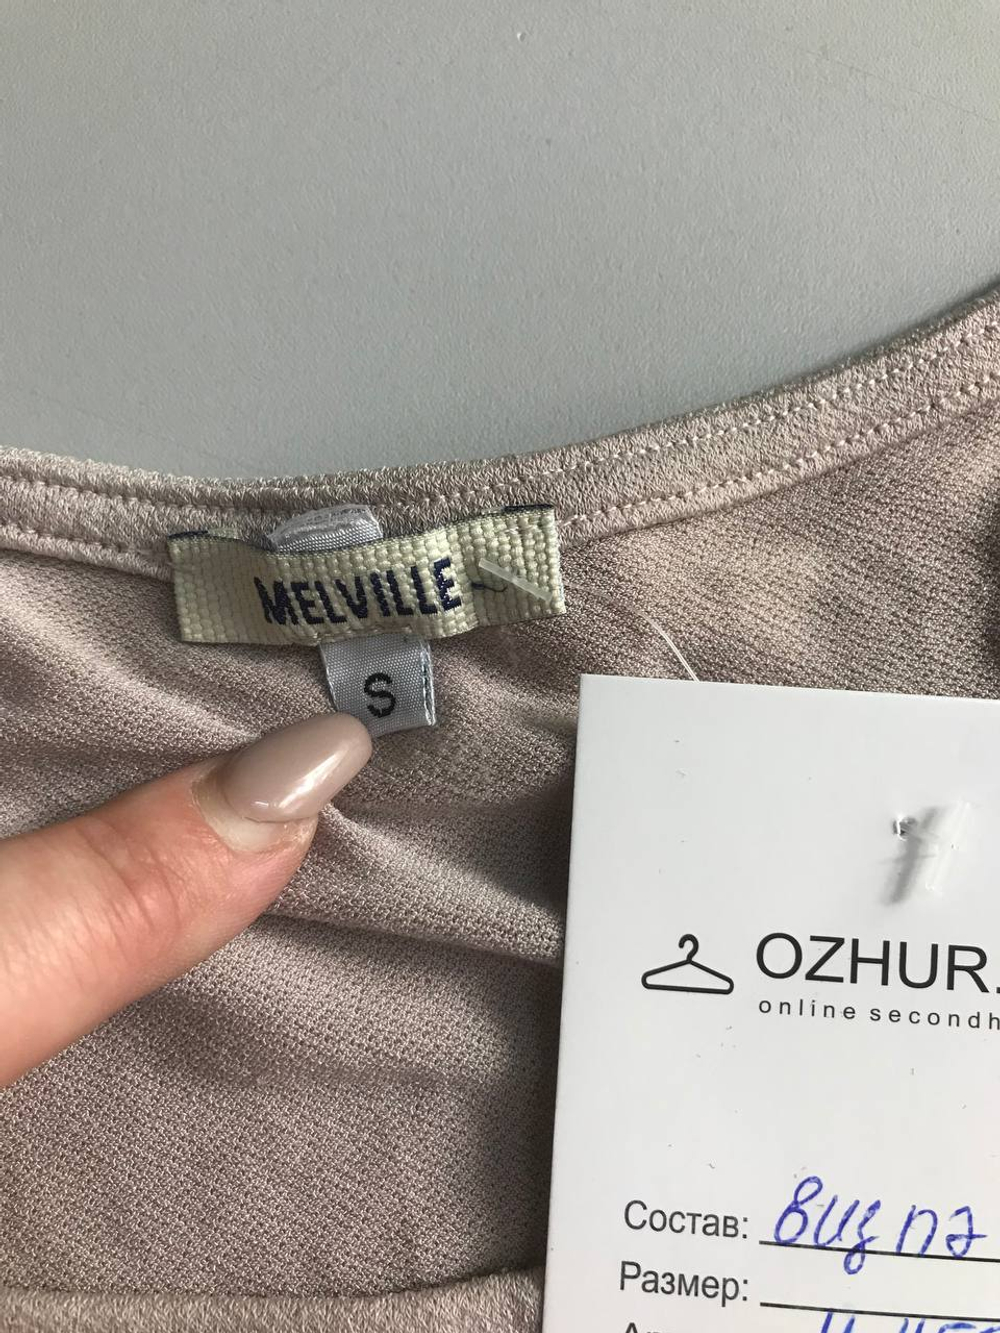 MELVILLE
S
OZHUR.
online secondh
Состав: виз пэ
Размер: